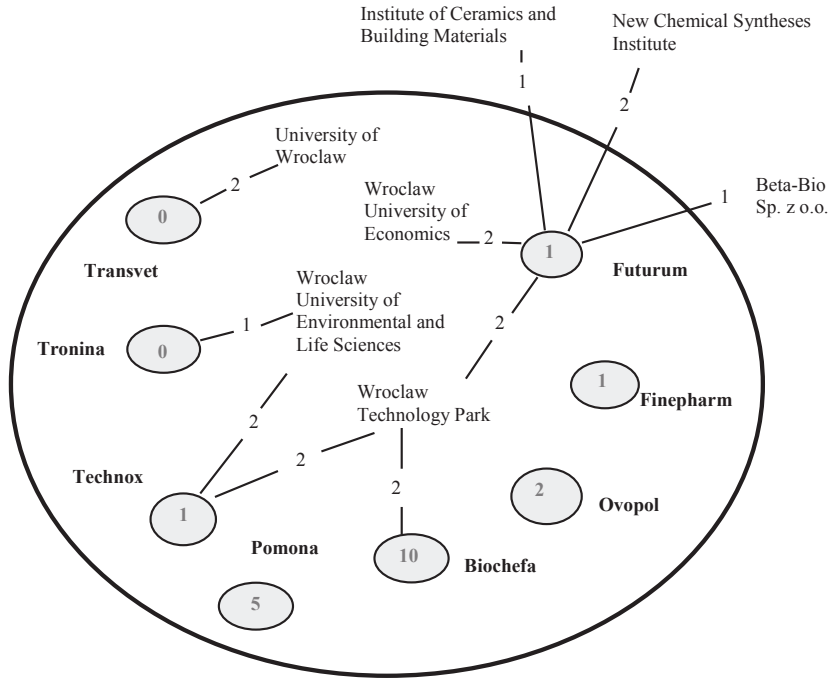 Institute of Ceramics and
Building Materials
New Chemical Syntheses
Institute
1
2
University of
Wroclaw
2
Wroclaw
University of
Economics
2
Beta-Bio
Sp. z o.o.
1
0
Transvet
1
Futurum
Wroclaw
University of
Environmental and
Life Sciences
1
2
Tronina
0
1
Finepharm
Wroclaw
Technology Park
2
2
2
Technox
1
2
Ovopol
Pomona
5
10
Biochefa